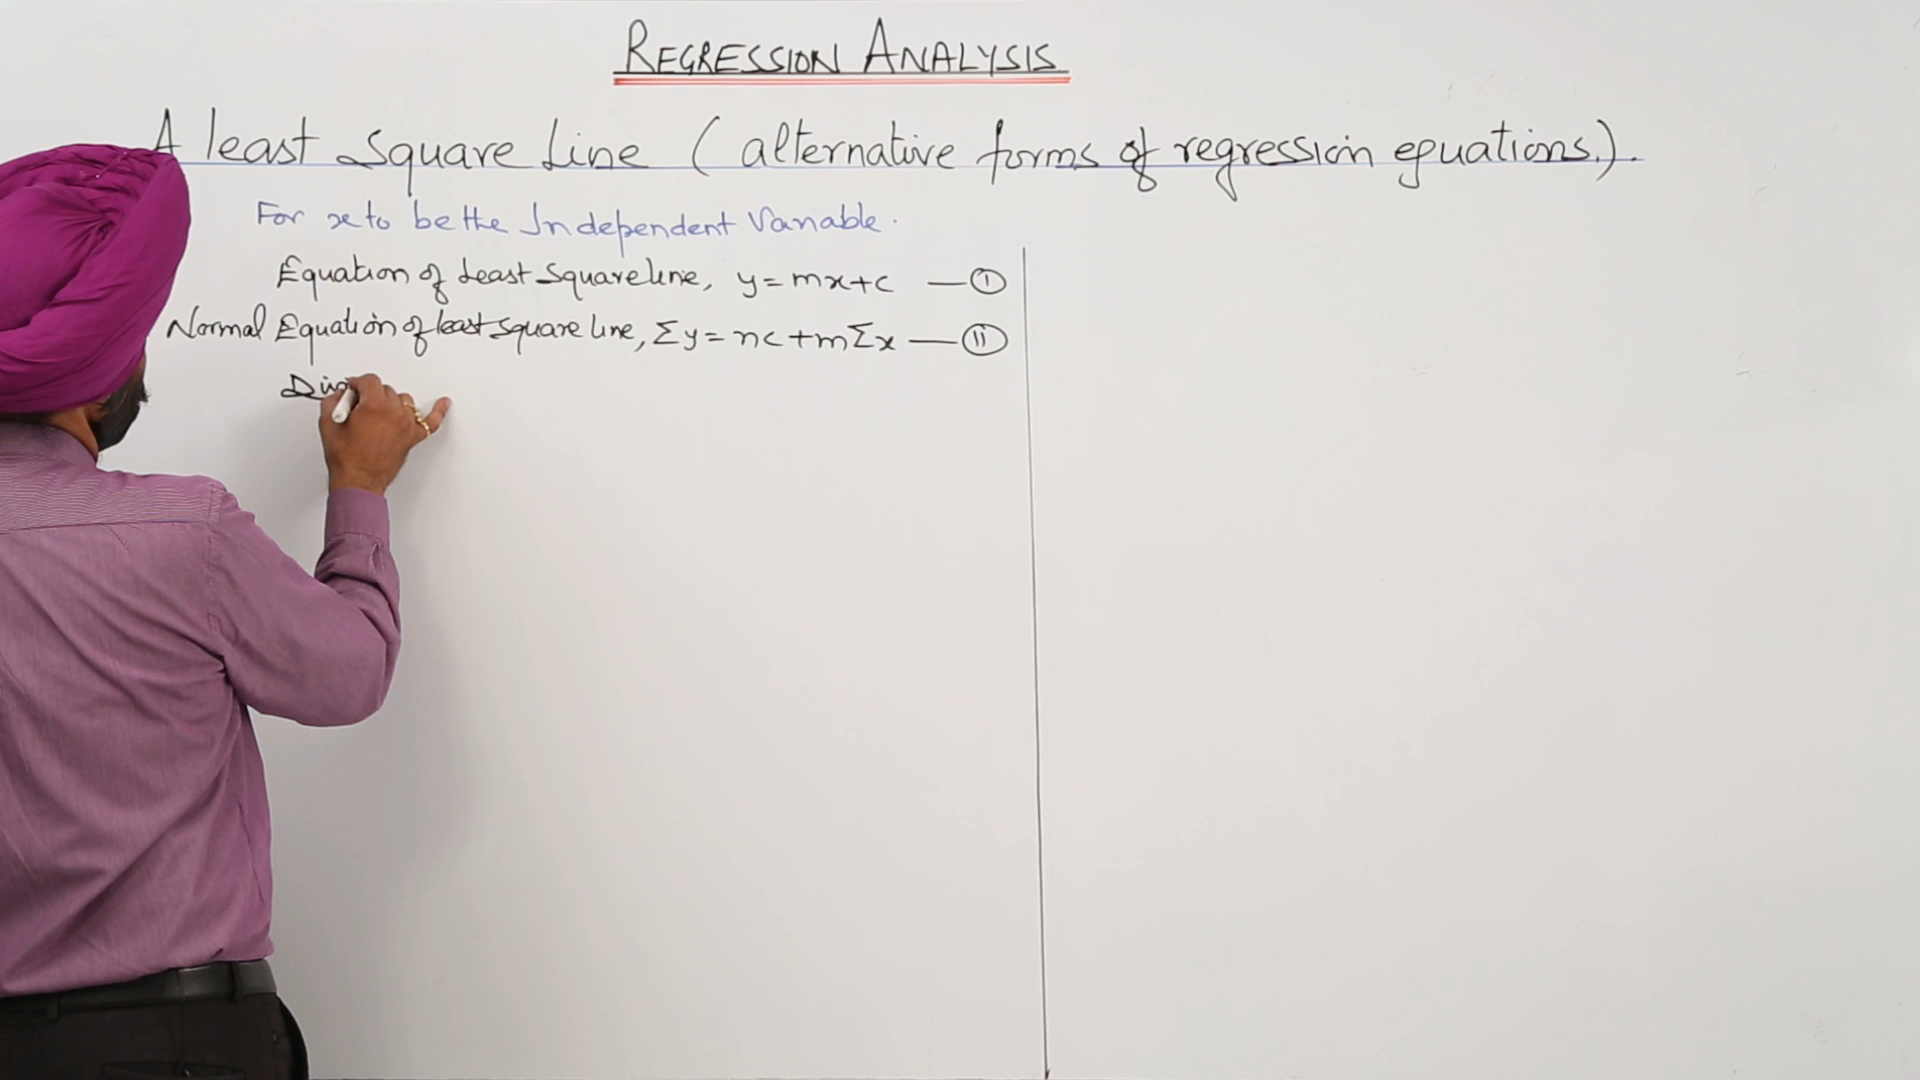 REGRESSION ANALYSIS
A least Square Line (alternative forms of regression equations.).
For x to be the Independent Variable.
Equation of Least Square line, y = mx+c —①
Normal Equation of least square line, Σy = nc + mΣx —ⓘⓘ